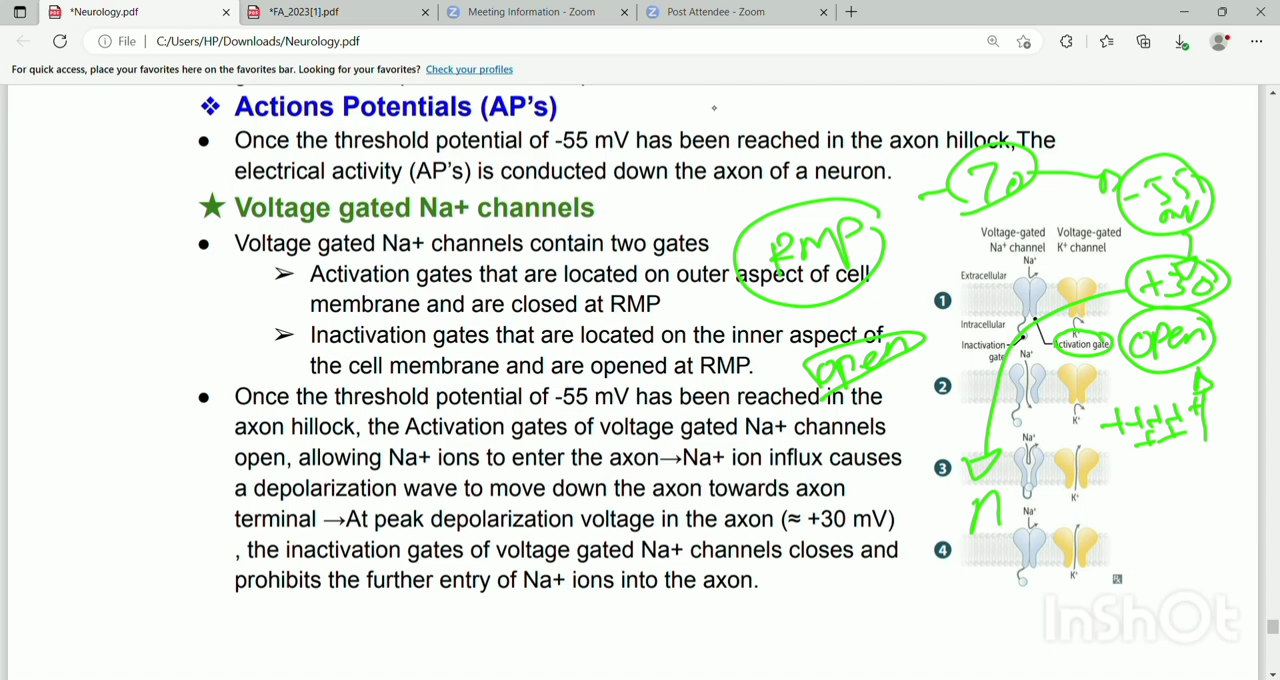 *Neurology.pdf
*FA_2023[1].pdf
Meeting Information - Zoom
Post Attendee - Zoom
File
C:/Users/HP/Downloads/Neurology.pdf
For quick access, place your favorites here on the favorites bar. Looking for your favorites? Check your profiles
❖ Actions Potentials (AP's)
● Once the threshold potential of -55 mV has been reached in the axon hillock,The
electrical activity (AP's) is conducted down the axon of a neuron.
★ Voltage gated Na+ channels
● Voltage gated Na+ channels contain two gates
➢ Activation gates that are located on outer aspect of cell
membrane and are closed at RMP
➢ Inactivation gates that are located on the inner aspect of
the cell membrane and are opened at RMP.
● Once the threshold potential of -55 mV has been reached in the
axon hillock, the Activation gates of voltage gated Na+ channels
open, allowing Na+ ions to enter the axon→Na+ ion influx causes
a depolarization wave to move down the axon towards axon
terminal →At peak depolarization voltage in the axon (≈ +30 mV)
, the inactivation gates of voltage gated Na+ channels closes and
prohibits the further entry of Na+ ions into the axon.
RMP
open
- 70
-55
mV
+30
open
n
Voltage-gated Voltage-gated
Na⁺ channel K⁺ channel
Na⁺
Extracellular
1
Intracellular
K⁺
Inactivation
gate
Activation gate
Na⁺
2
K⁺
Na⁺
3
K⁺
Na⁺
4
K⁺
InShOt